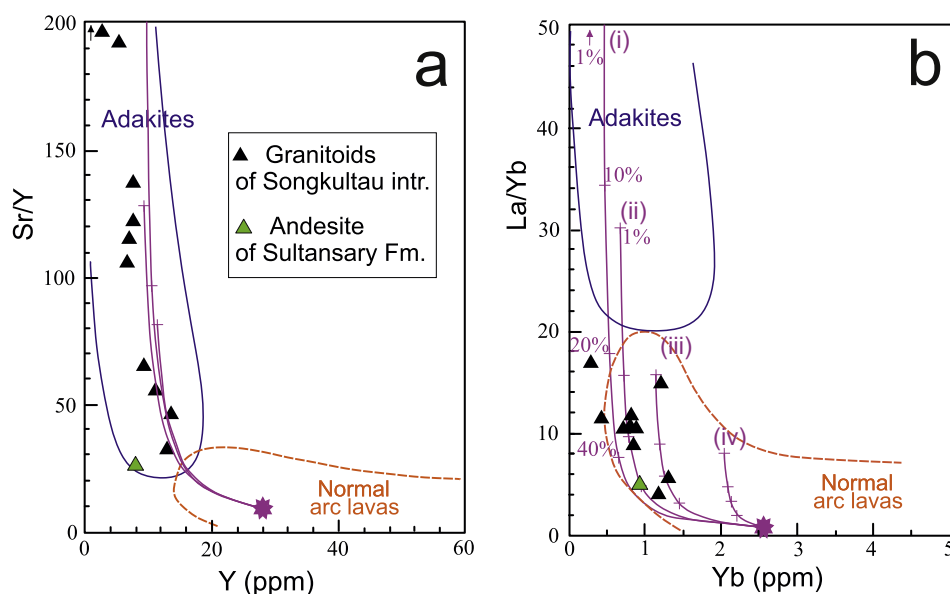 200
150
100
50
0
Sr/Y
0
20
40
60
Y (ppm)
a
Adakites
Granitoids
of Songkultau intr.
Andesite
of Sultansary Fm.
Normal
arc lavas
50
40
30
20
10
0
La/Yb
0
1
2
3
4
5
Yb (ppm)
b
(i)
1%
Adakites
10%
(ii)
1%
20%
(iii)
40%
(iv)
Normal
arc lavas